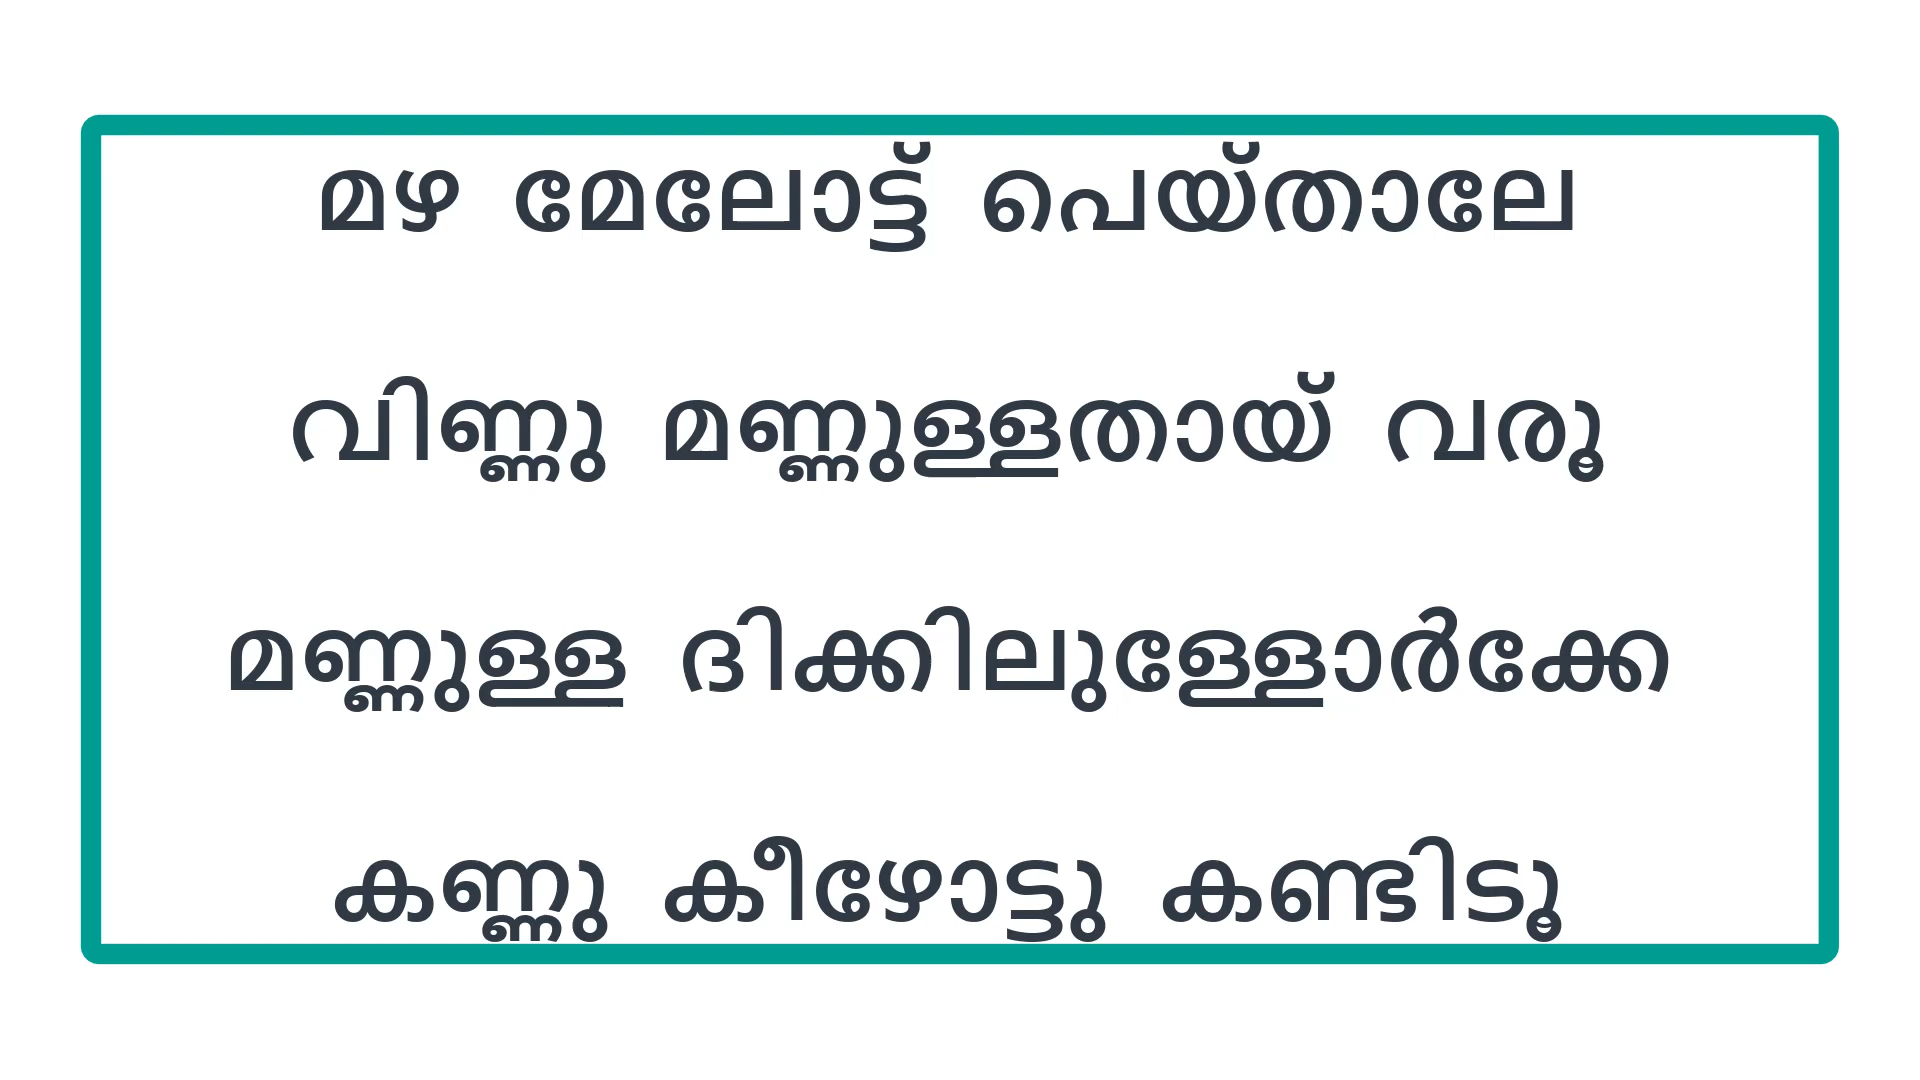 മഴ മേലോട്ട് പെയ്താലേ
വിണ്ണു മണ്ണുള്ളതായ് വരൂ
മണ്ണുള്ള ദിക്കിലുള്ളോർക്കേ
കണ്ണു കീഴോട്ടു കണ്ടിടൂ